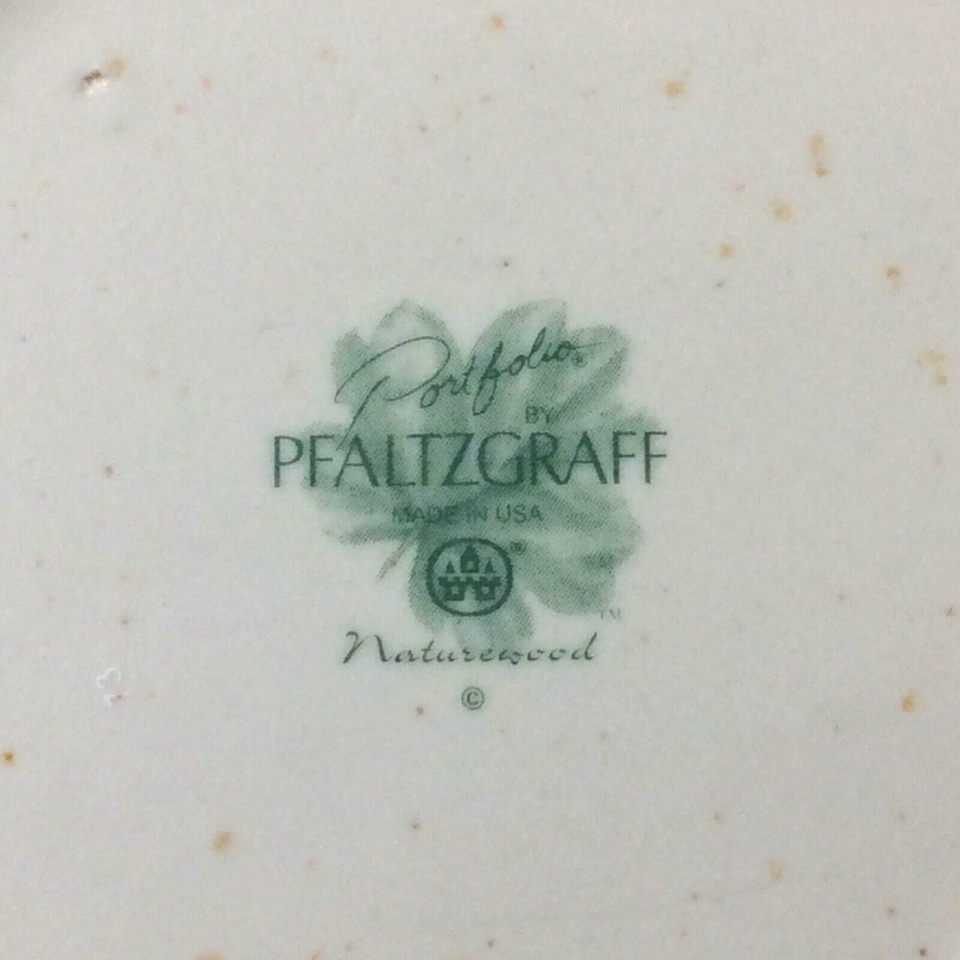 Portfolio®
BY
PFALTZGRAFF
MADE IN USA
®
TM
Naturewood
©